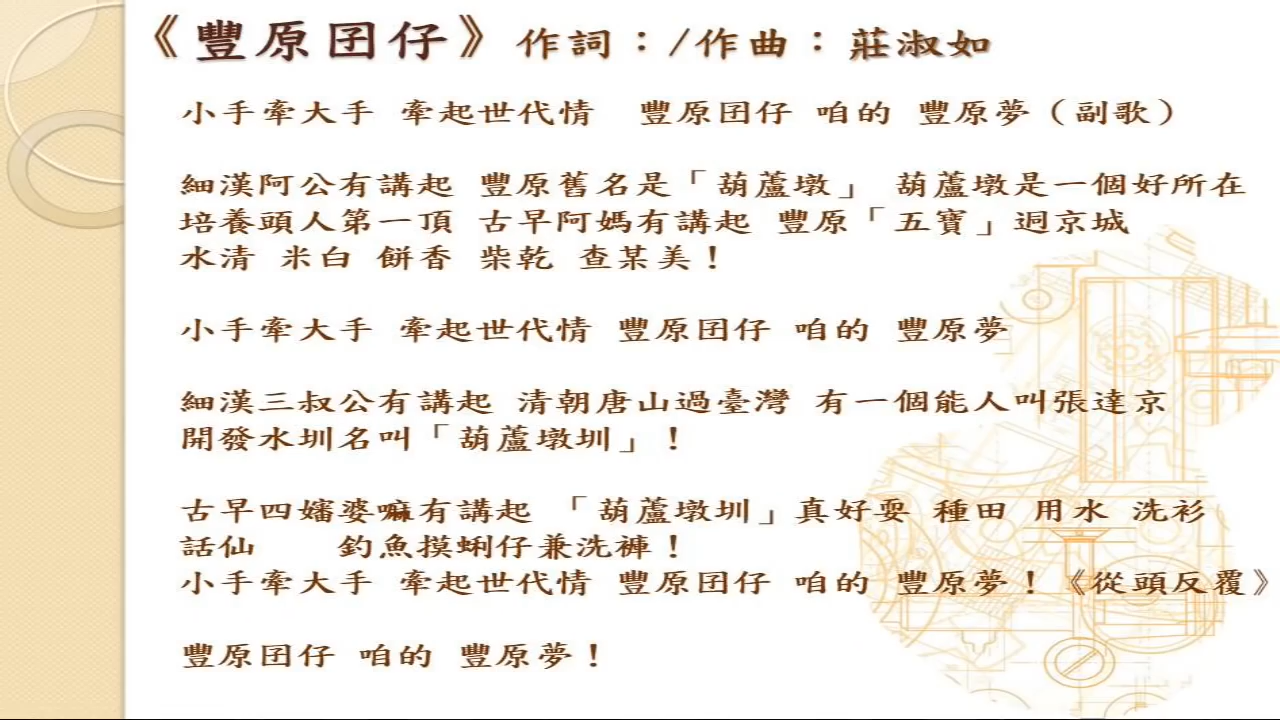 《豐原囝仔》作詞：/作曲：莊淑如
小手牽大手 牽起世代情 豐原囝仔 咱的 豐原夢（副歌）
細漢阿公有講起 豐原舊名是「葫蘆墩」 葫蘆墩是一個好所在
培養頭人第一頂 古早阿媽有講起 豐原「五寶」迵京城
水清 米白 餅香 柴乾 查某美！
小手牽大手 牽起世代情 豐原囝仔 咱的 豐原夢
細漢三叔公有講起 清朝唐山過臺灣 有一個能人叫張達京
開發水圳名叫「葫蘆墩圳」！
古早四嬸婆嘛有講起 「葫蘆墩圳」真好耍 種田 用水 洗衫
話仙 釣魚摸蜊仔兼洗褲！
小手牽大手 牽起世代情 豐原囝仔 咱的 豐原夢！《從頭反覆》
豐原囝仔 咱的 豐原夢！